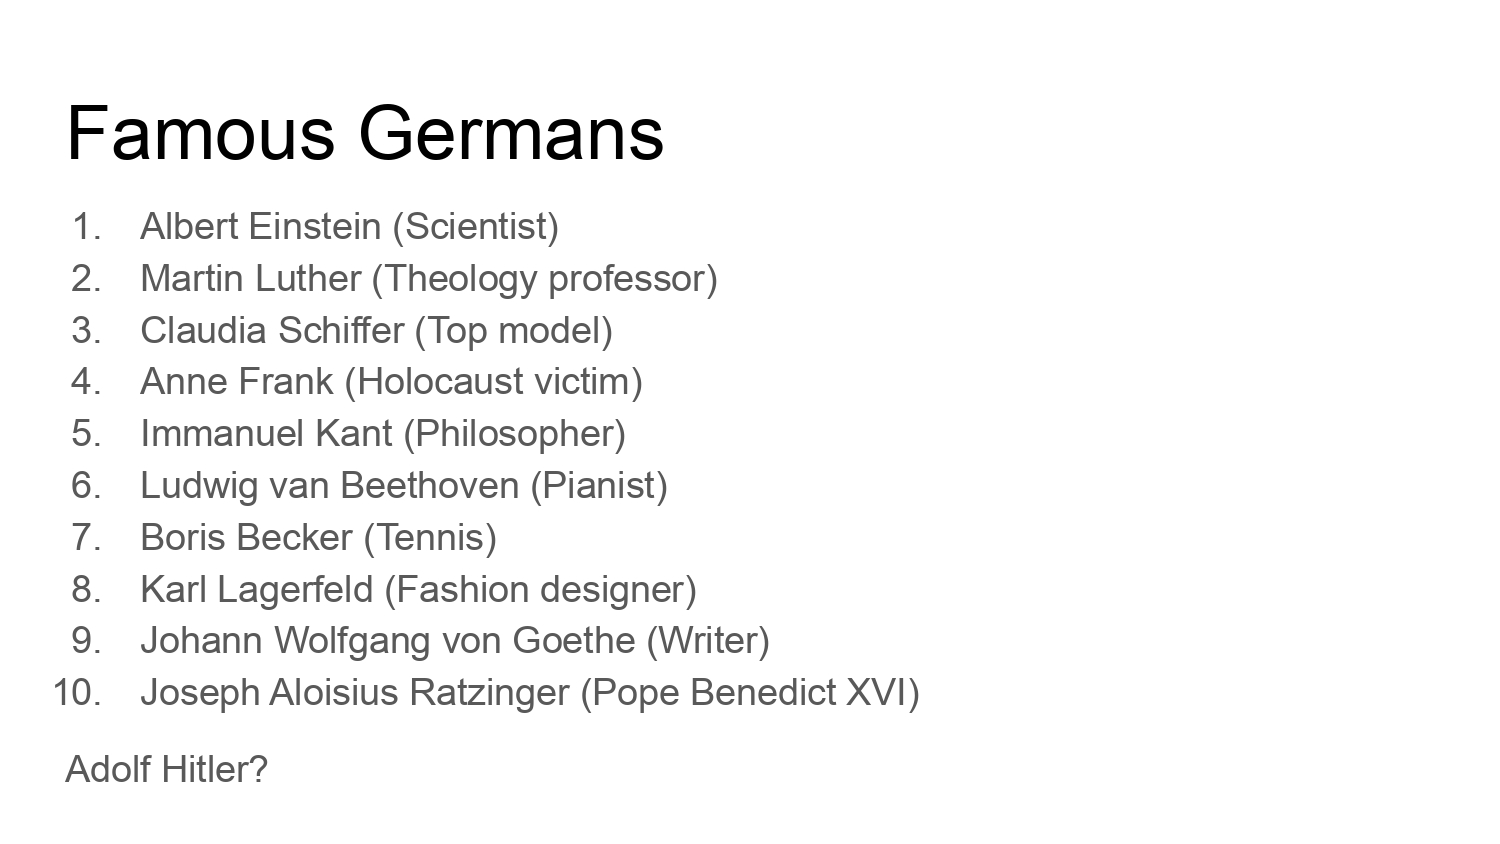 Famous Germans
1. Albert Einstein (Scientist)
2. Martin Luther (Theology professor)
3. Claudia Schiffer (Top model)
4. Anne Frank (Holocaust victim)
5. Immanuel Kant (Philosopher)
6. Ludwig van Beethoven (Pianist)
7. Boris Becker (Tennis)
8. Karl Lagerfeld (Fashion designer)
9. Johann Wolfgang von Goethe (Writer)
10. Joseph Aloisius Ratzinger (Pope Benedict XVI)
Adolf Hitler?